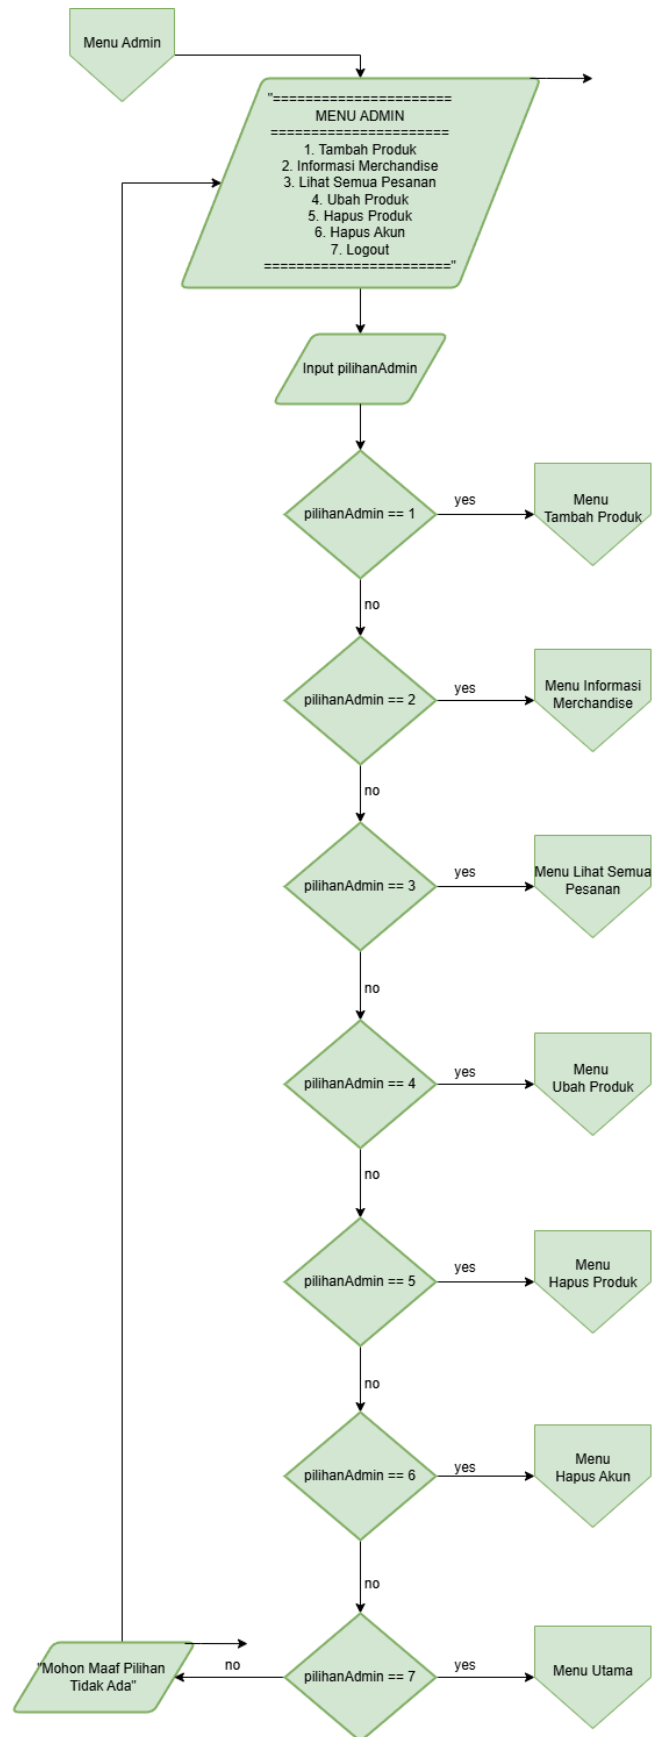 Menu Admin
"======================
MENU ADMIN
======================
1. Tambah Produk
2. Informasi Merchandise
3. Lihat Semua Pesanan
4. Ubah Produk
5. Hapus Produk
6. Hapus Akun
7. Logout
======================="
Input pilihanAdmin
pilihanAdmin == 1
yes
Menu
Tambah Produk
no
pilihanAdmin == 2
yes
Menu Informasi
Merchandise
no
pilihanAdmin == 3
yes
Menu Lihat Semua
Pesanan
no
pilihanAdmin == 4
yes
Menu
Ubah Produk
no
pilihanAdmin == 5
yes
Menu
Hapus Produk
no
pilihanAdmin == 6
yes
Menu
Hapus Akun
no
pilihanAdmin == 7
yes
Menu Utama
no
"Mohon Maaf Pilihan
Tidak Ada"